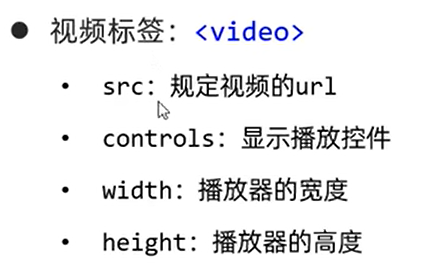 ● 视频标签：<video>
• src：规定视频的url
• controls：显示播放控件
• width：播放器的宽度
• height：播放器的高度